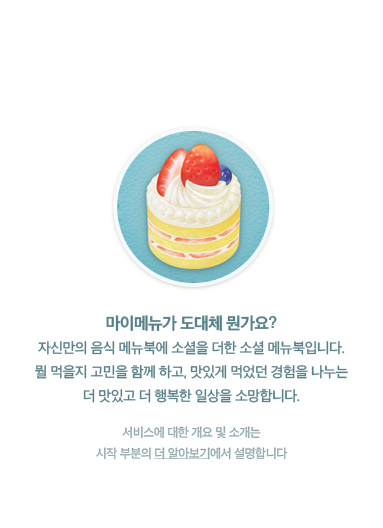 마이메뉴가 도대체 뭔가요?
자신만의 음식 메뉴북에 소셜을 더한 소셜 메뉴북입니다.
뭘 먹을지 고민을 함께 하고, 맛있게 먹었던 경험을 나누는
더 맛있고 더 행복한 일상을 소망합니다.
서비스에 대한 개요 및 소개는
시작 부분의 더 알아보기에서 설명합니다